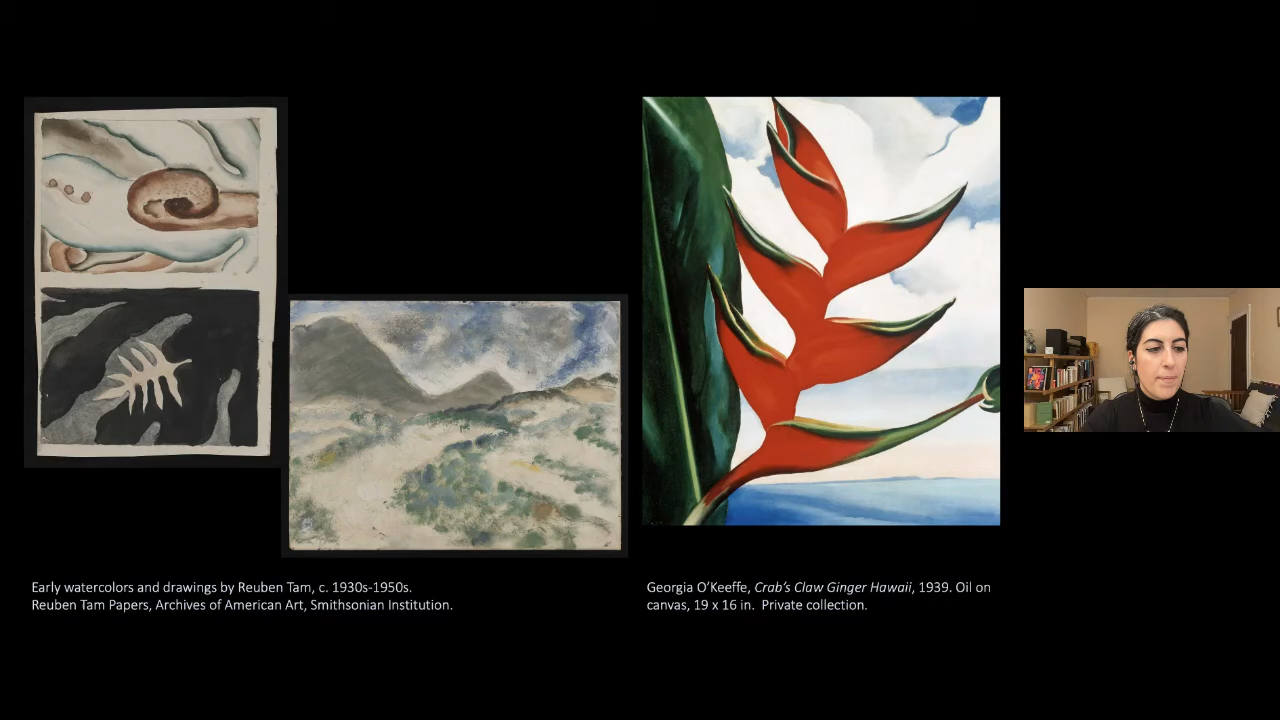 Early watercolors and drawings by Reuben Tam, c. 1930s-1950s.
Reuben Tam Papers, Archives of American Art, Smithsonian Institution.
Georgia O’Keeffe, Crab’s Claw Ginger Hawaii, 1939. Oil on
canvas, 19 x 16 in.  Private collection.